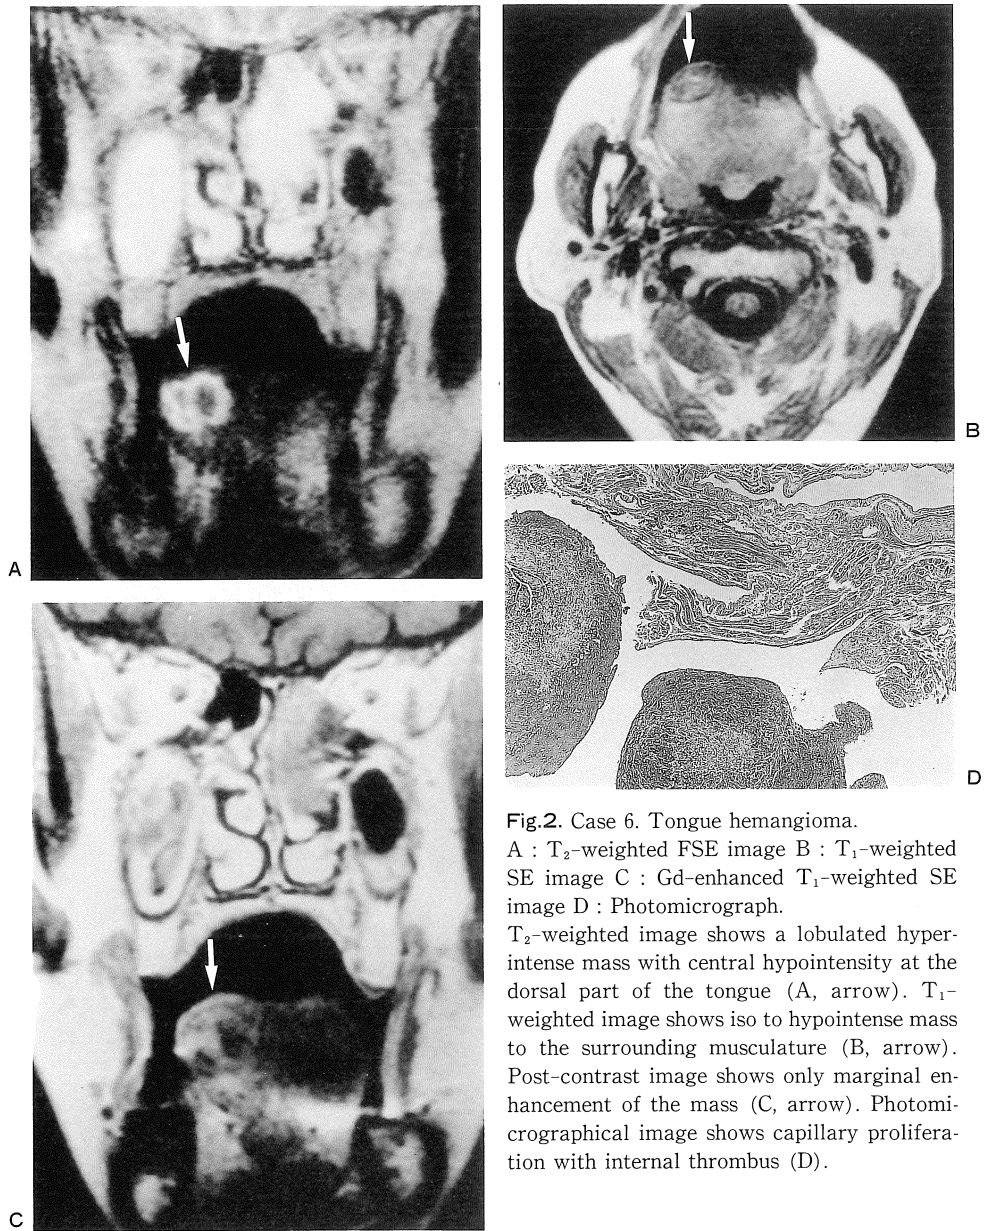 A
B
C
D
Fig.2. Case 6. Tongue hemangioma.
A : T₂-weighted FSE image B : T₁-weighted
SE image C : Gd-enhanced T₁-weighted SE
image D : Photomicrograph.
T₂-weighted image shows a lobulated hyper-
intense mass with central hypointensity at the
dorsal part of the tongue (A, arrow). T₁-
weighted image shows iso to hypointense mass
to the surrounding musculature (B, arrow).
Post-contrast image shows only marginal en-
hancement of the mass (C, arrow). Photomi-
crographical image shows capillary prolifera-
tion with internal thrombus (D).